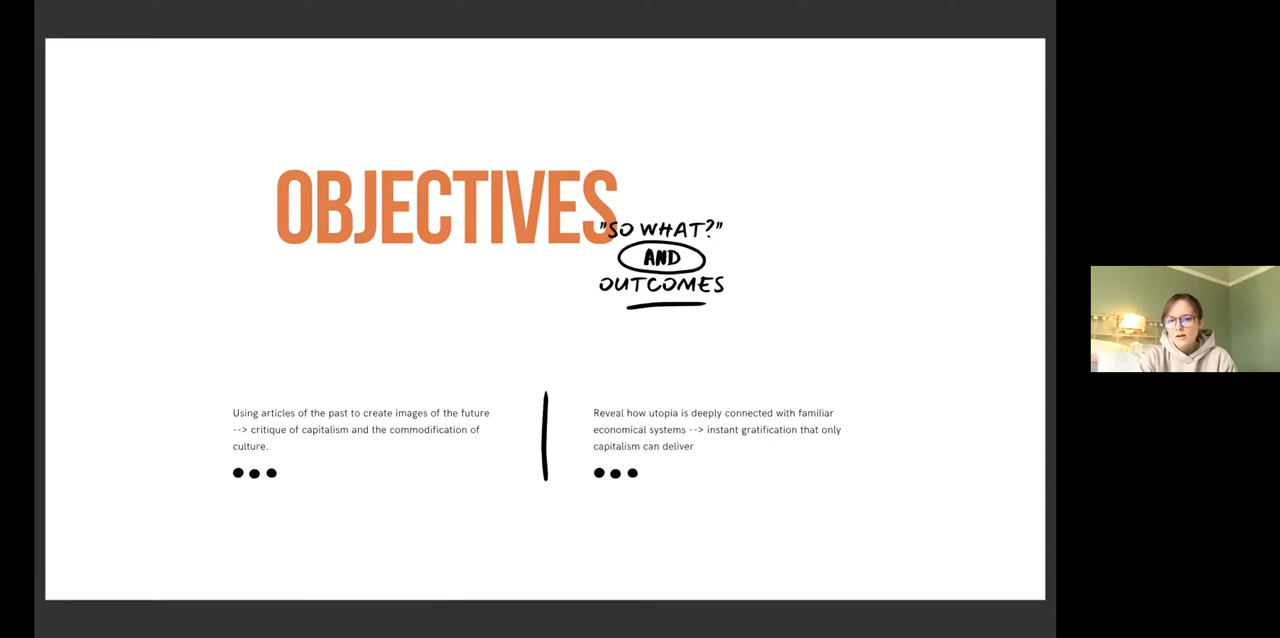 OBJECTIVES
"SO WHAT?"
AND
OUTCOMES
Using articles of the past to create images of the future
--> critique of capitalism and the commodification of
culture.
Reveal how utopia is deeply connected with familiar
economical systems --> instant gratification that only
capitalism can deliver